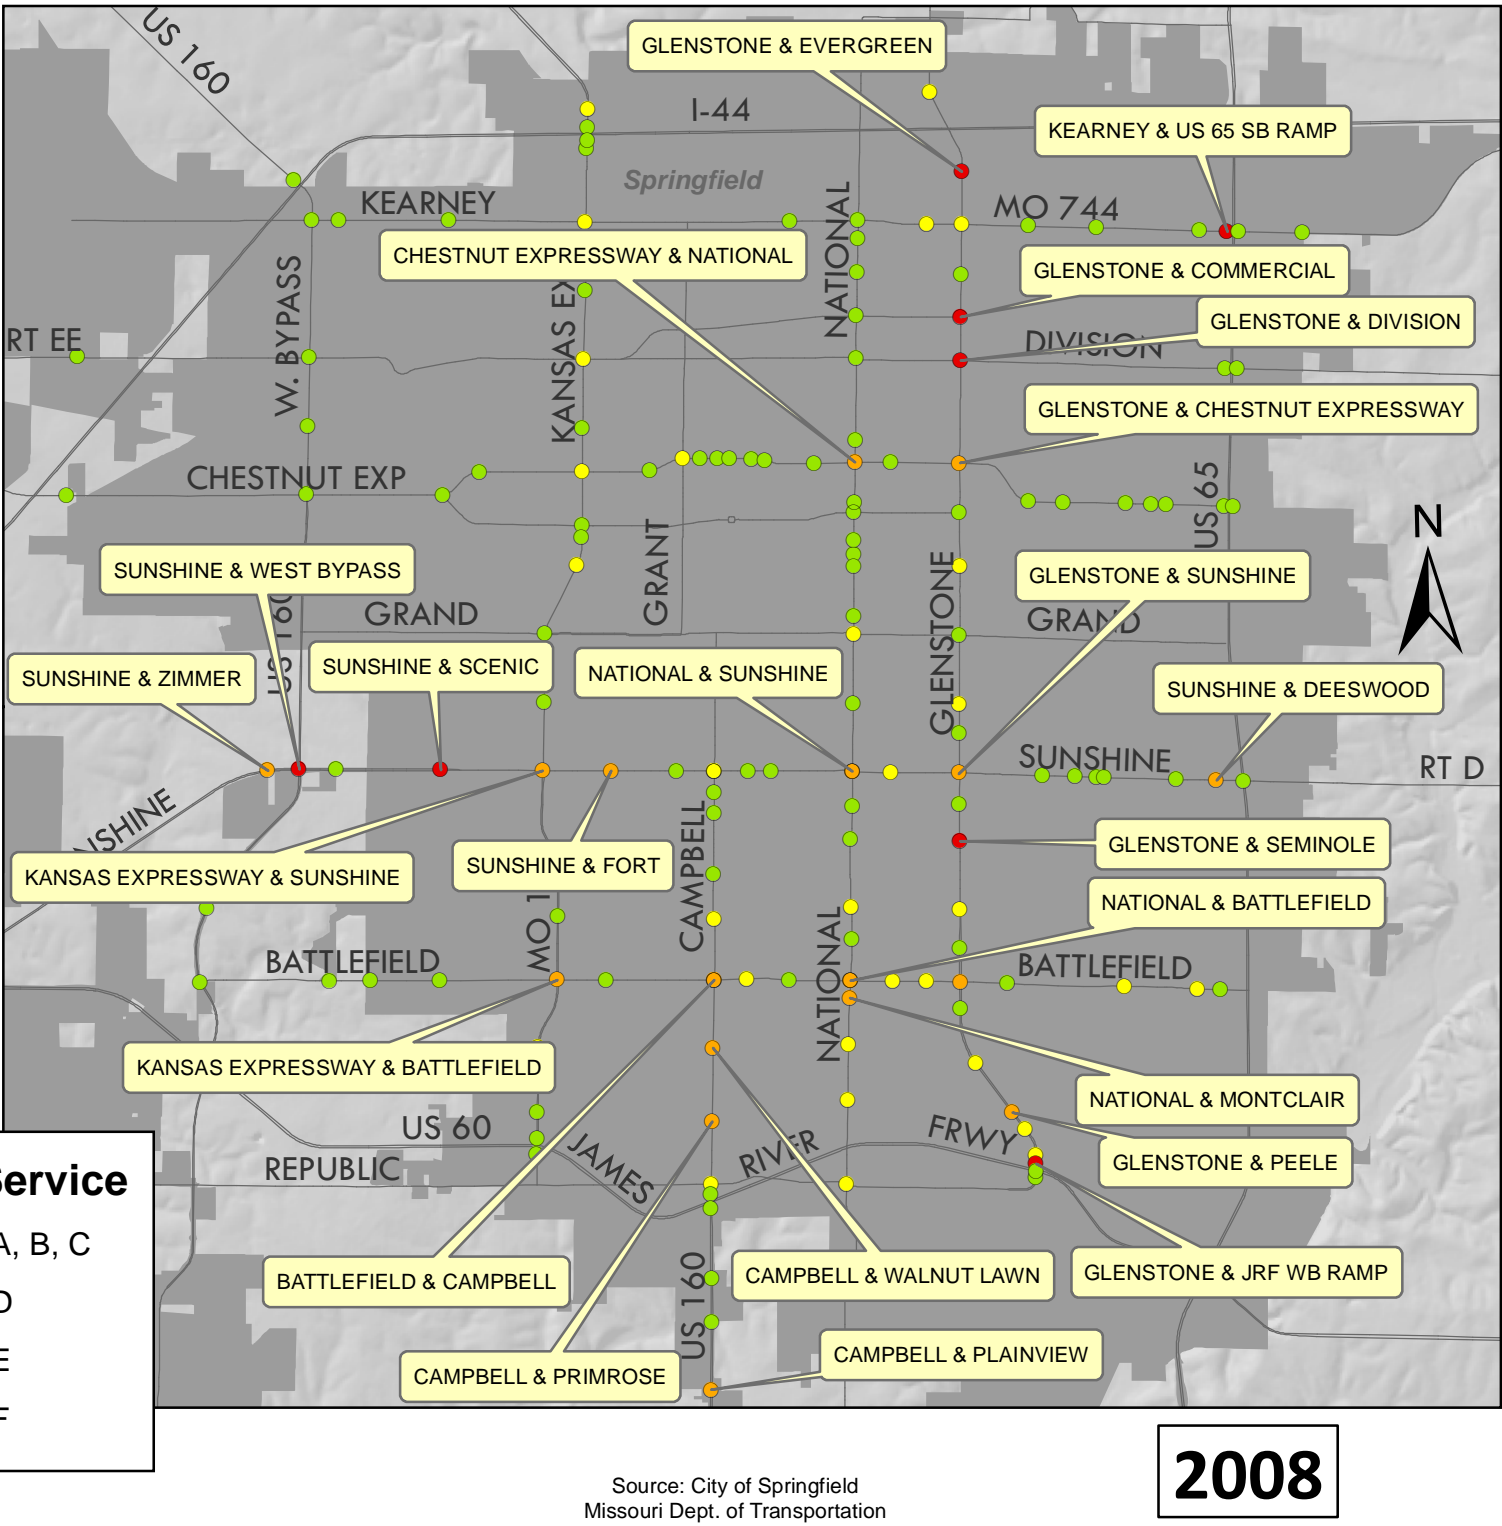 US 160
GLENSTONE & EVERGREEN
I-44
KEARNEY & US 65 SB RAMP
Springfield
KEARNEY
NATIONAL
MO 744
CHESTNUT EXPRESSWAY & NATIONAL
GLENSTONE & COMMERCIAL
W. BYPASS
KANSAS EX
GLENSTONE & DIVISION
RT EE
DIVISION
GLENSTONE & CHESTNUT EXPRESSWAY
CHESTNUT EXP
US 65
N
GRANT
SUNSHINE & WEST BYPASS
GLENSTONE & SUNSHINE
US 160
GRAND
GLENSTONE
GRAND
SUNSHINE & ZIMMER
SUNSHINE & SCENIC
NATIONAL & SUNSHINE
SUNSHINE & DEESWOOD
SUNSHINE
RT D
NSHINE
CAMPBELL
GLENSTONE & SEMINOLE
KANSAS EXPRESSWAY & SUNSHINE
SUNSHINE & FORT
MO 1
NATIONAL & BATTLEFIELD
BATTLEFIELD
NATIONAL
BATTLEFIELD
KANSAS EXPRESSWAY & BATTLEFIELD
NATIONAL & MONTCLAIR
US 60
JAMES
RIVER
FRWY
REPUBLIC
GLENSTONE & PEELE
Service
A, B, C
D
E
F
BATTLEFIELD & CAMPBELL
CAMPBELL & WALNUT LAWN
GLENSTONE & JRF WB RAMP
US 160
CAMPBELL & PRIMROSE
CAMPBELL & PLAINVIEW
2008
Source: City of Springfield
Missouri Dept. of Transportation